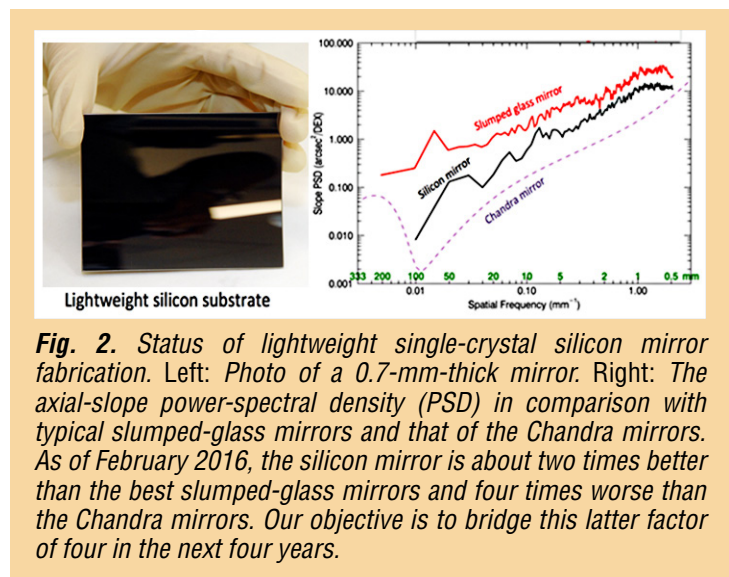 Lightweight silicon substrate
100.000
10.000
1.000
0.100
0.010
0.001
Slope PSD (arcsec²/DEX)
Slumped glass mirror
Silicon mirror
Chandra mirror
333 200 100 50 20 10 5 2 1 0.5 mm
0.01 0.10 1.00
Spatial Frequency (mm⁻¹)
Fig. 2. Status of lightweight single-crystal silicon mirror
fabrication. Left: Photo of a 0.7-mm-thick mirror. Right: The
axial-slope power-spectral density (PSD) in comparison with
typical slumped-glass mirrors and that of the Chandra mirrors.
As of February 2016, the silicon mirror is about two times better
than the best slumped-glass mirrors and four times worse than
the Chandra mirrors. Our objective is to bridge this latter factor
of four in the next four years.